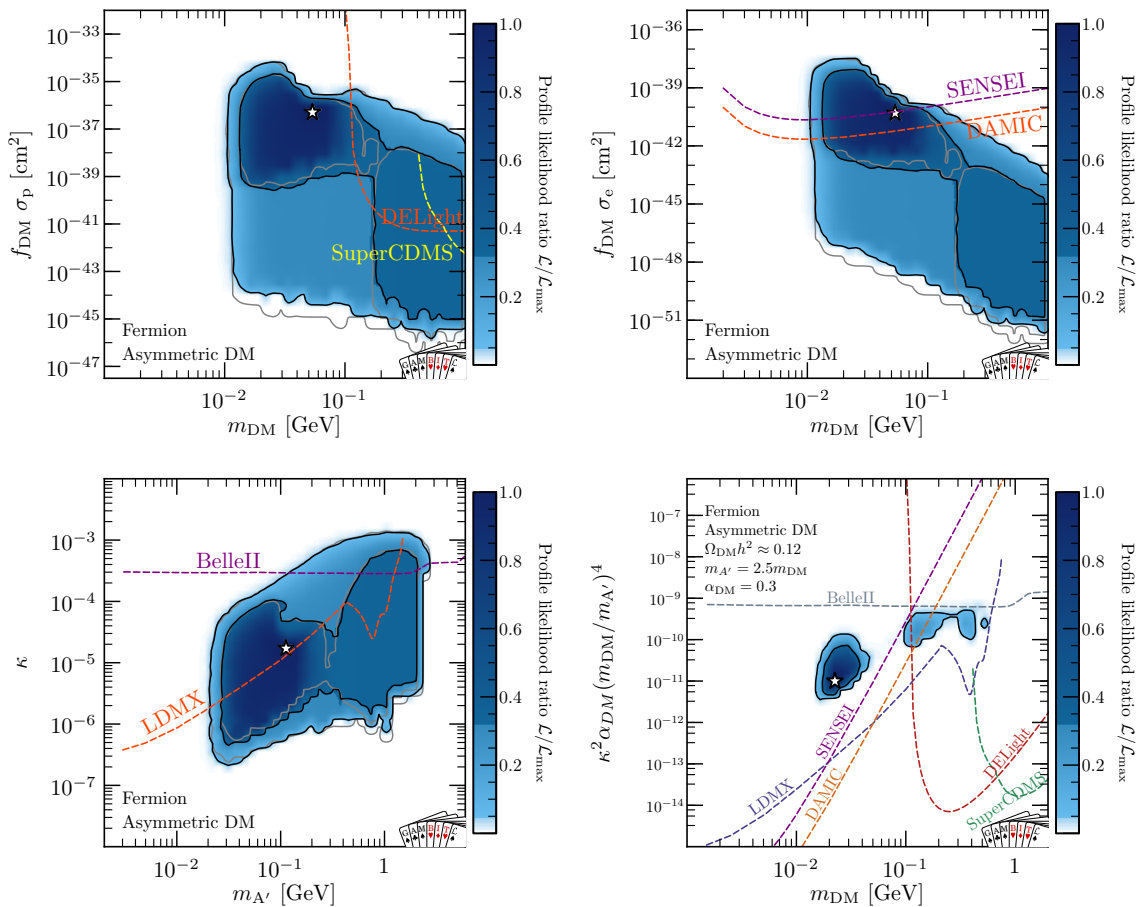 10⁻³³
10⁻³⁵
10⁻³⁷
10⁻³⁹
10⁻⁴¹
10⁻⁴³
10⁻⁴⁵
10⁻⁴⁷
f_DM σ_p [cm²]
DELight
SuperCDMS
Fermion
Asymmetric DM
GAMBIT
10⁻² 10⁻¹
m_DM [GeV]
1.0
0.8
0.6
0.4
0.2
Profile likelihood ratio ℒ/ℒ_max
10⁻³⁶
10⁻³⁹
10⁻⁴²
10⁻⁴⁵
10⁻⁴⁸
10⁻⁵¹
f_DM σ_e [cm²]
SENSEI
DAMIC
Fermion
Asymmetric DM
GAMBIT
10⁻² 10⁻¹
m_DM [GeV]
1.0
0.8
0.6
0.4
0.2
Profile likelihood ratio ℒ/ℒ_max
10⁻³
10⁻⁴
10⁻⁵
10⁻⁶
10⁻⁷
κ
BelleII
LDMX
Fermion
Asymmetric DM
GAMBIT
10⁻² 10⁻¹ 1
m_A′ [GeV]
1.0
0.8
0.6
0.4
0.2
Profile likelihood ratio ℒ/ℒ_max
10⁻⁷
10⁻⁸
10⁻⁹
10⁻¹⁰
10⁻¹¹
10⁻¹²
10⁻¹³
10⁻¹⁴
κ²α_DM(m_DM/m_A′)⁴
Fermion
Asymmetric DM
Ω_DM h² ≈ 0.12
m_A′ = 2.5m_DM
α_DM = 0.3
BelleII
SENSEI
LDMX
DAMIC
DELight
SuperCDMS
GAMBIT
10⁻² 10⁻¹ 1
m_DM [GeV]
1.0
0.8
0.6
0.4
0.2
Profile likelihood ratio ℒ/ℒ_max